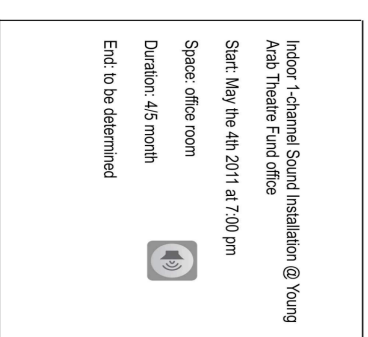 Indoor 1-channel Sound Installation @ Young
Arab Theatre Fund office
Start: May the 4th 2011 at 7:00 pm
Space: office room
Duration: 4/5 month
End: to be determined